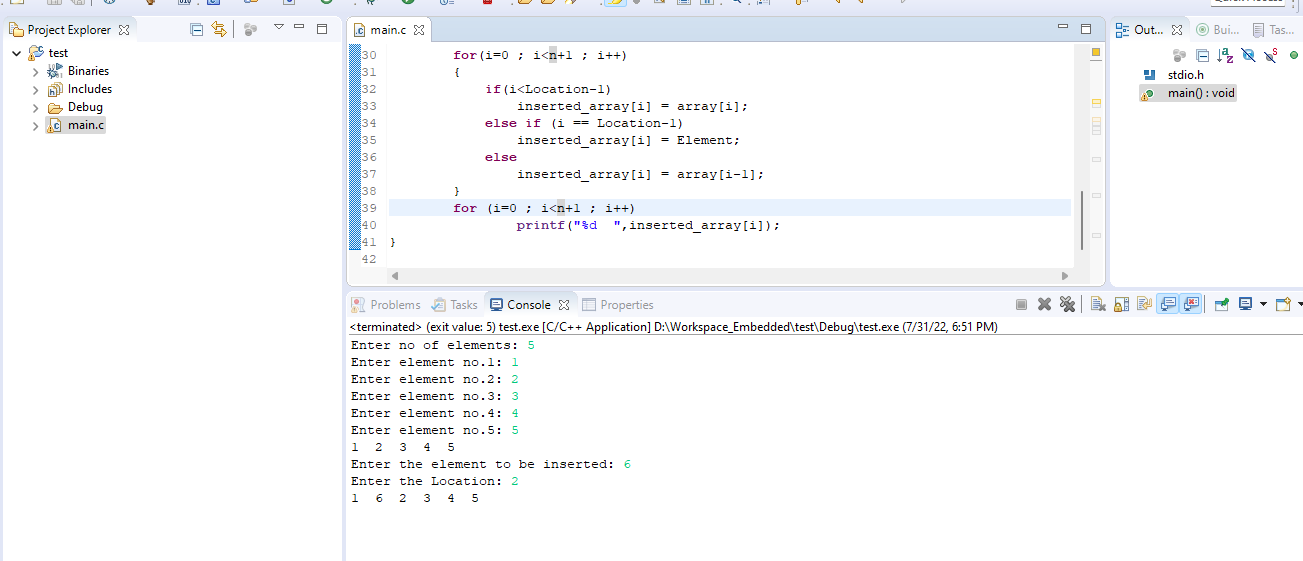 Project Explorer
test
Binaries
Includes
Debug
main.c
main.c
30 for(i=0 ; i<n+1 ; i++)
31 {
32 if(i<Location-1)
33 inserted_array[i] = array[i];
34 else if (i == Location-1)
35 inserted_array[i] = Element;
36 else
37 inserted_array[i] = array[i-1];
38 }
39 for (i=0 ; i<n+1 ; i++)
40 printf("%d  ",inserted_array[i]);
41 }
42
Out...
Bui...
Tas...
stdio.h
main() : void
Problems
Tasks
Console
Properties
<terminated> (exit value: 5) test.exe [C/C++ Application] D:\Workspace_Embedded\test\Debug\test.exe (7/31/22, 6:51 PM)
Enter no of elements: 5
Enter element no.1: 1
Enter element no.2: 2
Enter element no.3: 3
Enter element no.4: 4
Enter element no.5: 5
1  2  3  4  5
Enter the element to be inserted: 6
Enter the Location: 2
1  6  2  3  4  5